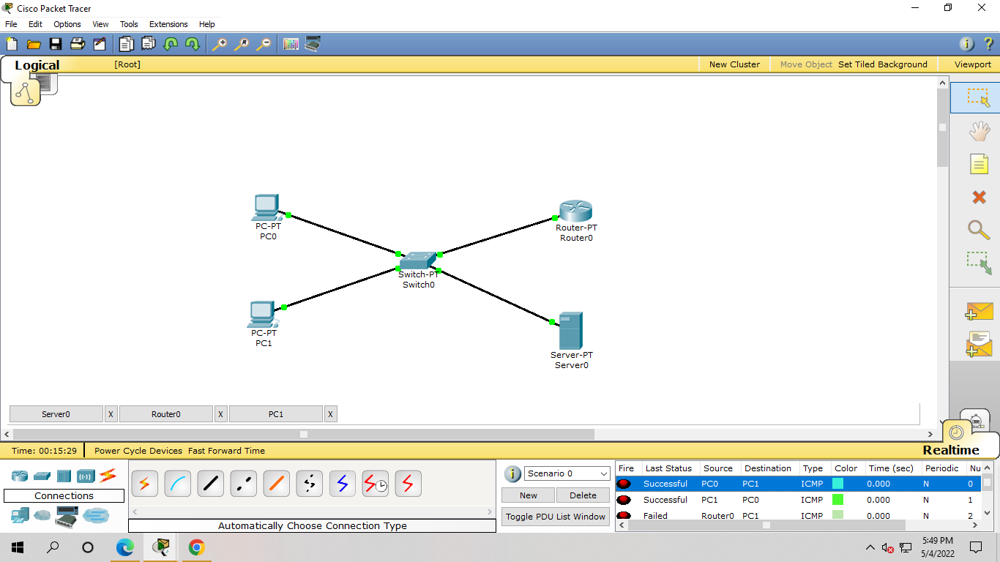 Cisco Packet Tracer
File Edit Options View Tools Extensions Help
Logical [Root] New Cluster Move Object Set Tiled Background Viewport
PC-PT
PC0
Router-PT
Router0
Switch-PT
Switch0
PC-PT
PC1
Server-PT
Server0
Server0 X Router0 X PC1 X
Time: 00:15:29 Power Cycle Devices Fast Forward Time Realtime
Connections
Automatically Choose Connection Type
Scenario 0
New Delete
Toggle PDU List Window
Fire Last Status Source Destination Type Color Time (sec) Periodic Nu
Successful PC0 PC1 ICMP 0.000 N 0
Successful PC1 PC0 ICMP 0.000 N 1
Failed Router0 PC1 ICMP 0.000 N 2
5:49 PM
5/4/2022